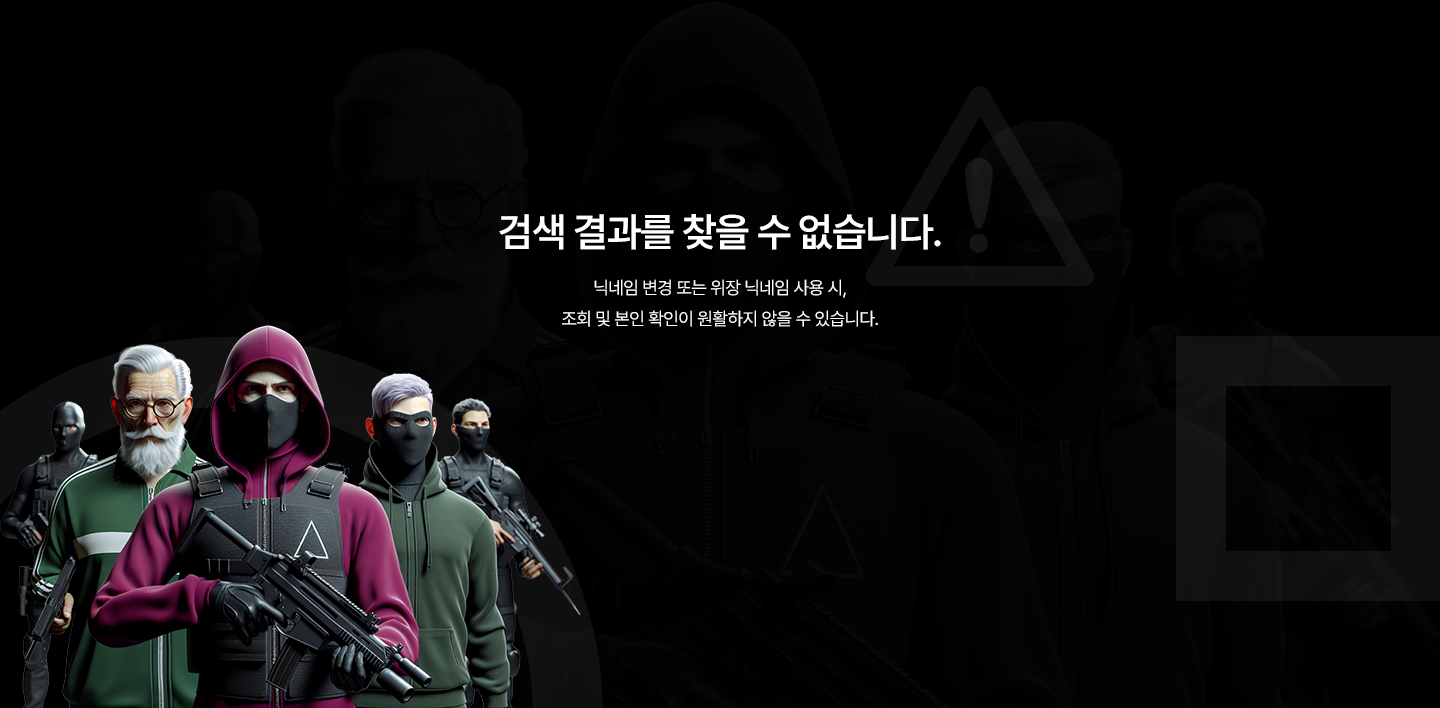 검색 결과를 찾을 수 없습니다.
닉네임 변경 또는 위장 닉네임 사용 시,
조회 및 본인 확인이 원활하지 않을 수 있습니다.